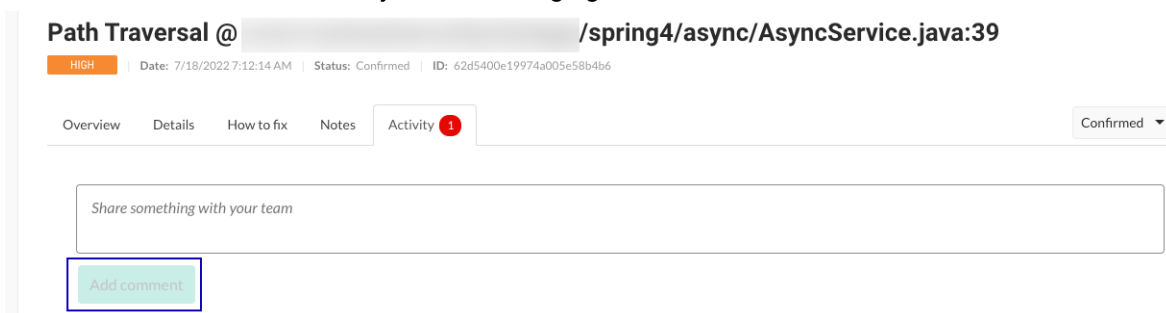 Path Traversal @ /spring4/async/AsyncService.java:39
HIGH Date: 7/18/2022 7:12:14 AM Status: Confirmed ID: 62d5400e19974a005e58b4b6
Overview Details How to fix Notes Activity 1 Confirmed
Share something with your team
Add comment